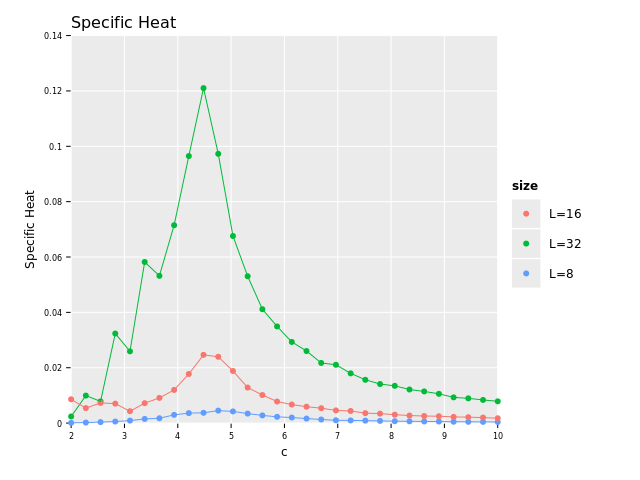 Specific Heat
0.14
0.12
0.1
0.08
0.06
0.04
0.02
0
2 3 4 5 6 7 8 9 10
c
Specific Heat
size
L=16
L=32
L=8